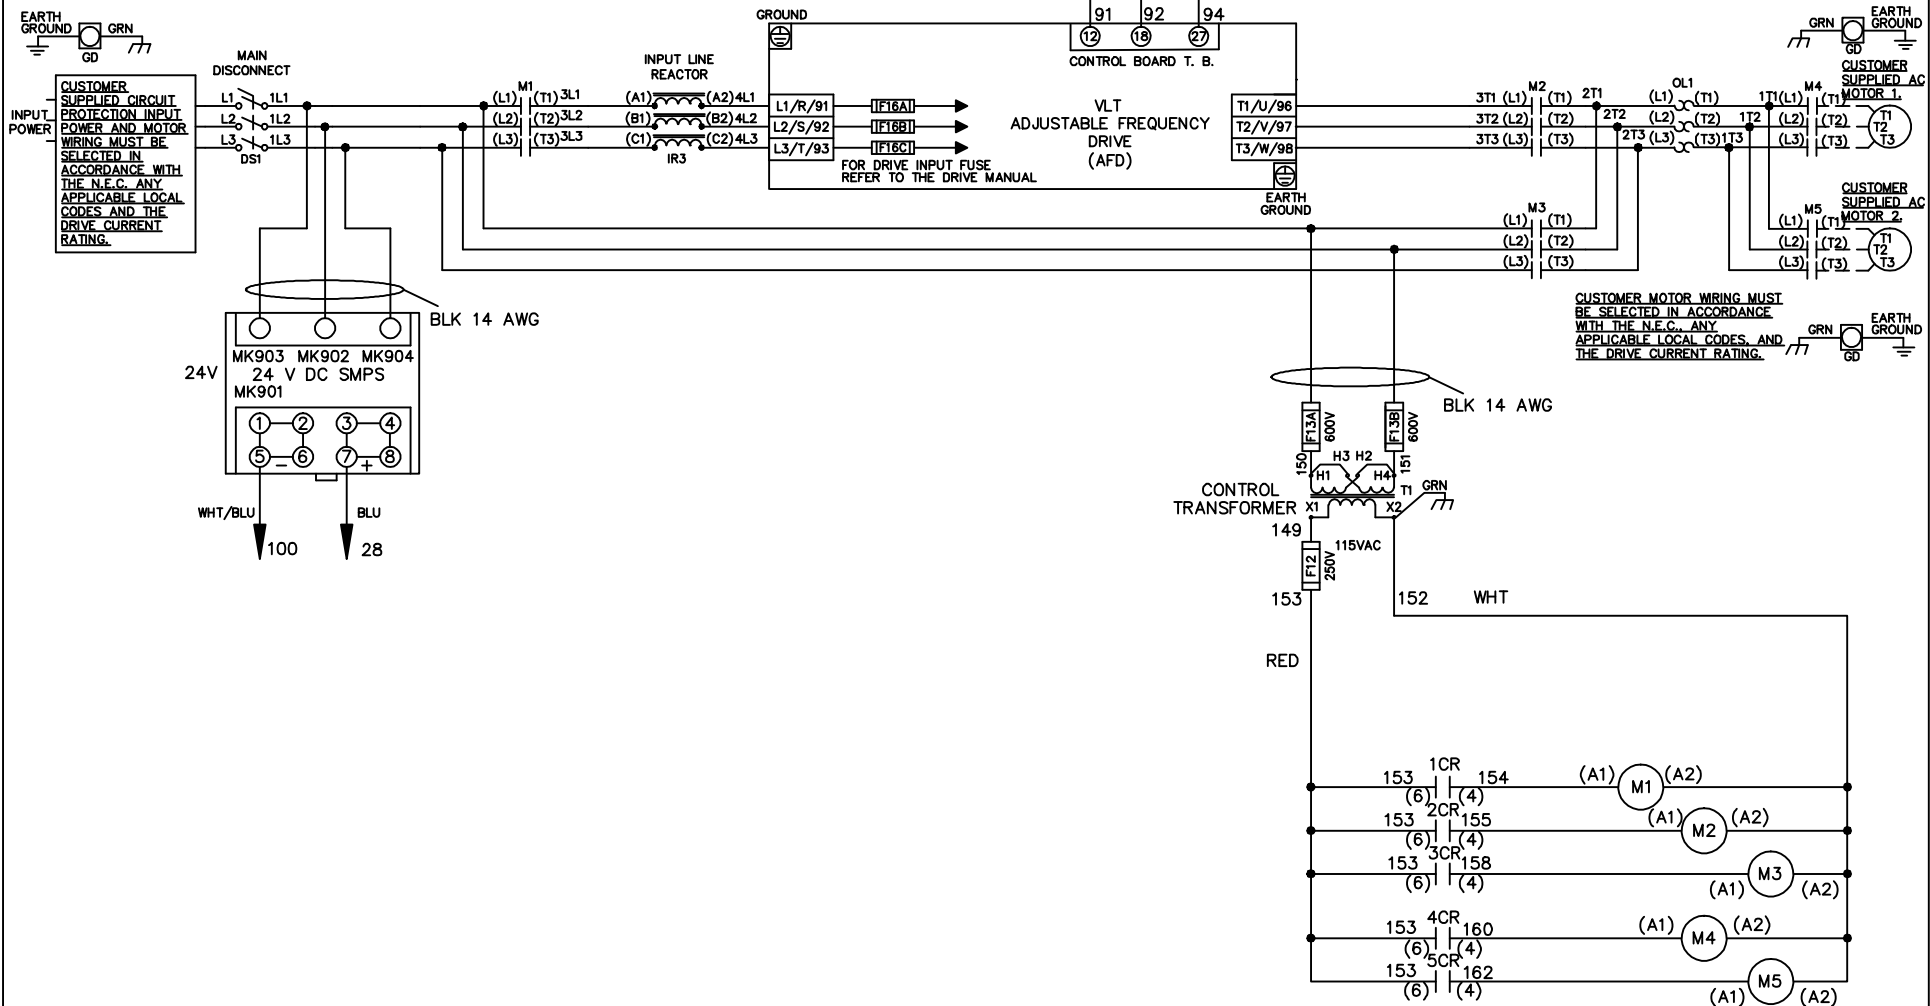 EARTH
GROUND
GRN
GD
GROUND
91 92 94
12 18 27
CONTROL BOARD T. B.
GRN
GD
EARTH
GROUND
INPUT
POWER
CUSTOMER
SUPPLIED CIRCUIT
PROTECTION INPUT
POWER AND MOTOR
WIRING MUST BE
SELECTED IN
ACCORDANCE WITH
THE N.E.C. ANY
APPLICABLE LOCAL
CODES AND THE
DRIVE CURRENT
RATING.
MAIN
DISCONNECT
L1 1L1
L2 1L2
L3 1L3
DS1
M1
(L1) (T1) 3L1
(L2) (T2) 3L2
(L3) (T3) 3L3
INPUT LINE
REACTOR
(A1) (A2) 4L1
(B1) (B2) 4L2
(C1) (C2) 4L3
IR3
L1/R/91
L2/S/92
L3/T/93
F16A
F16B
F16C
FOR DRIVE INPUT FUSE
REFER TO THE DRIVE MANUAL
VLT
ADJUSTABLE FREQUENCY
DRIVE
(AFD)
T1/U/96
T2/V/97
T3/W/98
EARTH
GROUND
M2
3T1 (L1) (T1) 2T1
3T2 (L2) (T2) 2T2
3T3 (L3) (T3) 2T3
OL1
(L1) (T1) 1T1
(L2) (T2) 1T2
(L3) (T3) 1T3
M4
(L1) (T1)
(L2) (T2)
(L3) (T3)
CUSTOMER
SUPPLIED AC
MOTOR 1.
T1
T2
T3
M3
(L1) (T1)
(L2) (T2)
(L3) (T3)
M5
(L1) (T1)
(L2) (T2)
(L3) (T3)
CUSTOMER
SUPPLIED AC
MOTOR 2.
T1
T2
T3
CUSTOMER MOTOR WIRING MUST
BE SELECTED IN ACCORDANCE
WITH THE N.E.C., ANY
APPLICABLE LOCAL CODES, AND
THE DRIVE CURRENT RATING.
GRN
GD
EARTH
GROUND
BLK 14 AWG
MK903 MK902 MK904
24V
24 V DC SMPS
MK901
1 2 3 4
5 − 6 7 + 8
WHT/BLU BLU
100 28
BLK 14 AWG
F13A 600V
F13B 600V
150 H3 H2 151
H1 H4
T1
GRN
CONTROL
TRANSFORMER
X1 X2
149
115VAC
F12 250V
153
152 WHT
RED
1CR
153 154 (A1) M1 (A2)
(6) (4)
2CR
153 155 (A1) M2 (A2)
(6) (4)
3CR
153 158 M3
(6) (4) (A1) (A2)
4CR
153 160 (A1) M4 (A2)
(6) (4)
5CR
153 162 M5
(6) (4) (A1) (A2)